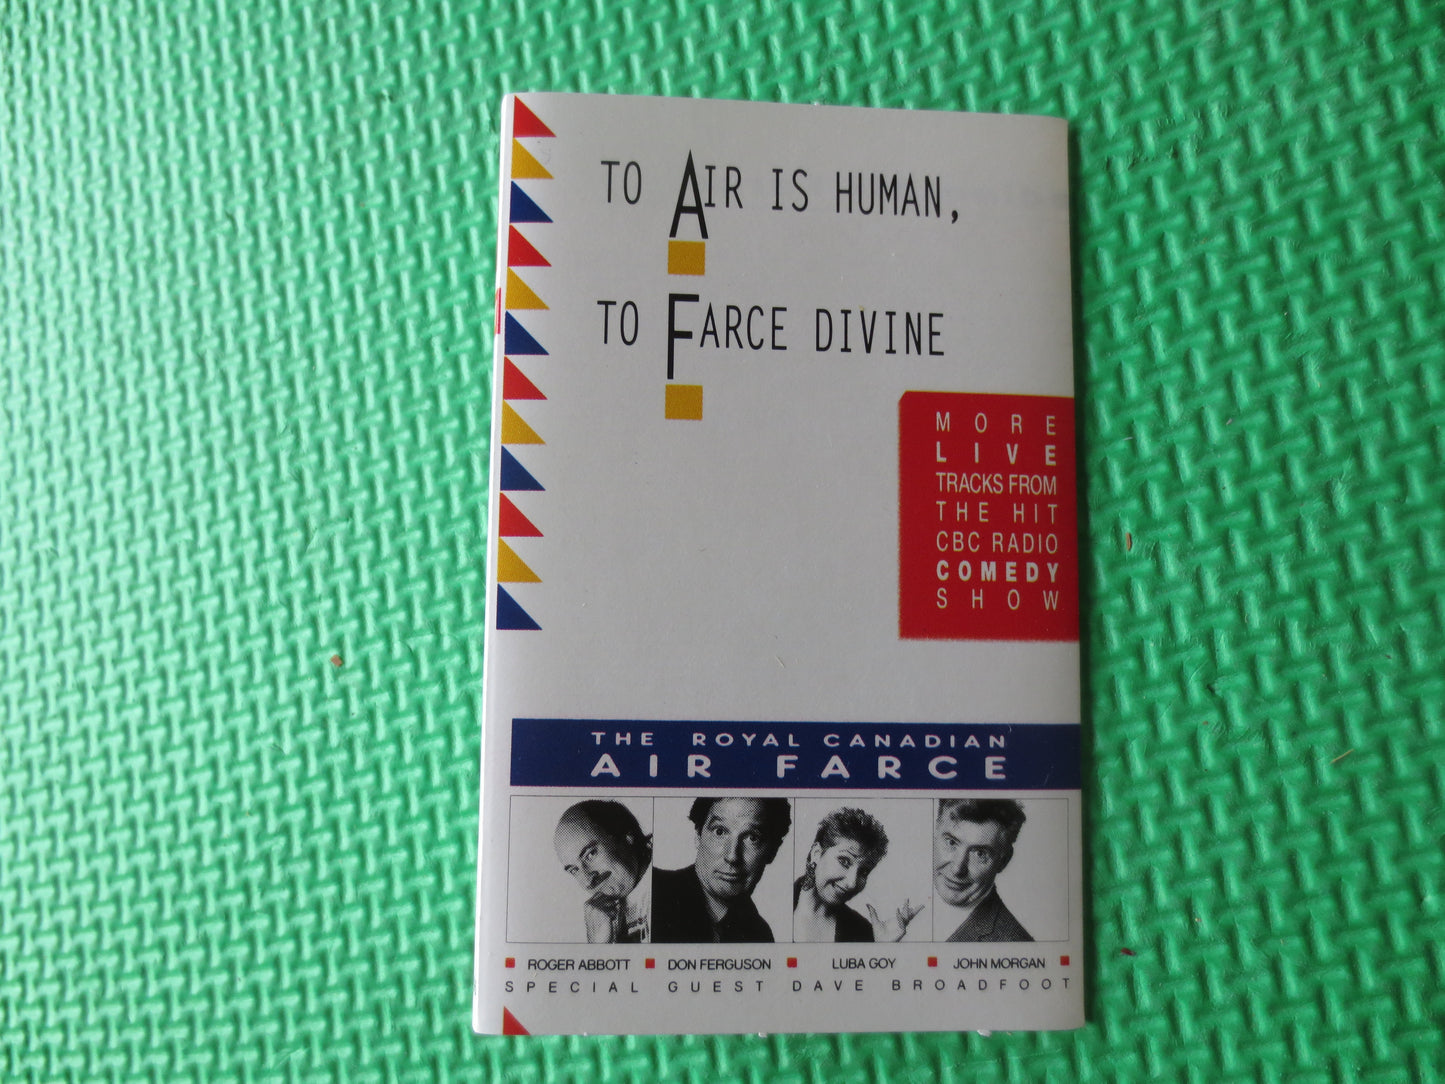 TO AIR IS HUMAN,
TO FARCE DIVINE
MORE
LIVE
TRACKS FROM
THE HIT
CBC RADIO
COMEDY
SHOW
THE ROYAL CANADIAN
AIR FARCE
ROGER ABBOTT DON FERGUSON LUBA GOY JOHN MORGAN
SPECIAL GUEST DAVE BROADFOOT